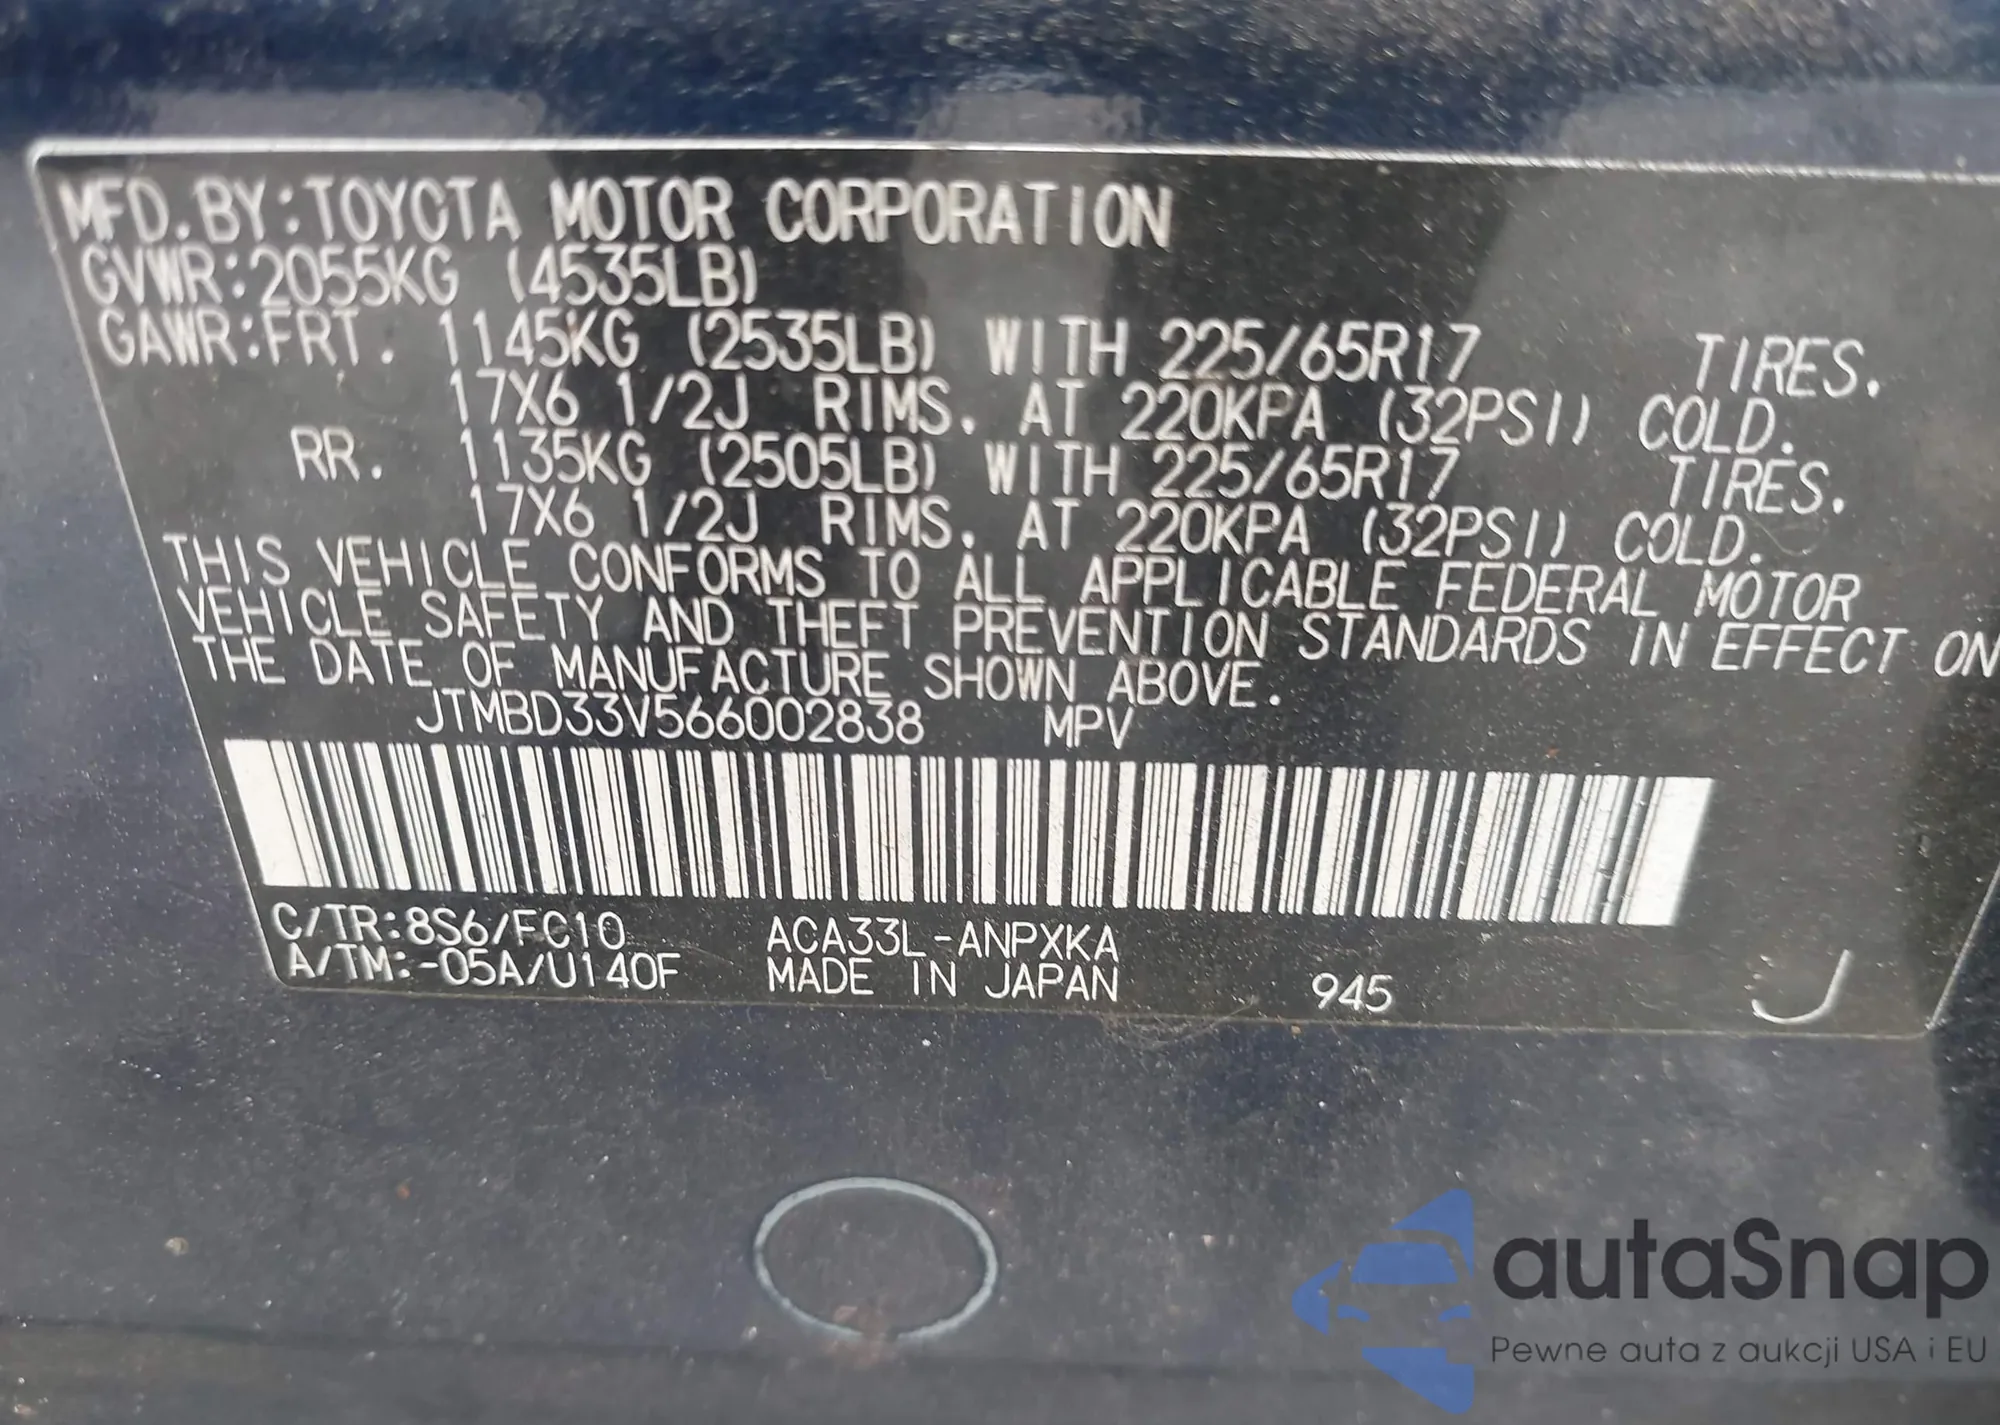 MFD.BY:TOYOTA MOTOR CORPORATION
GVWR:2055KG (4535LB)
GAWR:FRT. 1145KG (2535LB) WITH 225/65R17 TIRES.
17X6 1/2J RIMS. AT 220KPA (32PSI) COLD.
RR. 1135KG (2505LB) WITH 225/65R17 TIRES.
17X6 1/2J RIMS. AT 220KPA (32PSI) COLD.
THIS VEHICLE CONFORMS TO ALL APPLICABLE FEDERAL MOTOR
VEHICLE SAFETY AND THEFT PREVENTION STANDARDS IN EFFECT ON
THE DATE OF MANUFACTURE SHOWN ABOVE.
JTMBD33V566002838 MPV
C/TR:8S6/FC10 ACA33L-ANPXKA
A/TM:-05A/U140F MADE IN JAPAN 945 J
autaSnap
Pewne auta z aukcji USA i EU